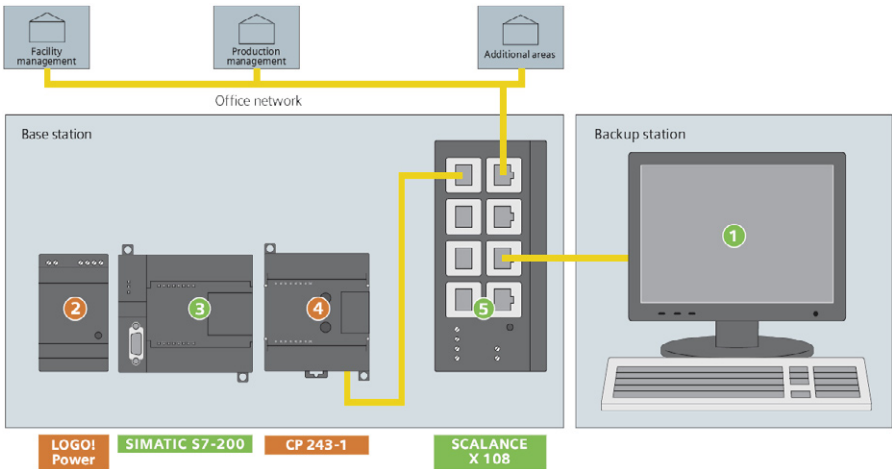 Facility
management
Production
management
Additional areas
Office network
Base station
Backup station
1
2
3
4
5
LOGO!
Power
SIMATIC S7-200
CP 243-1
SCALANCE
X 108